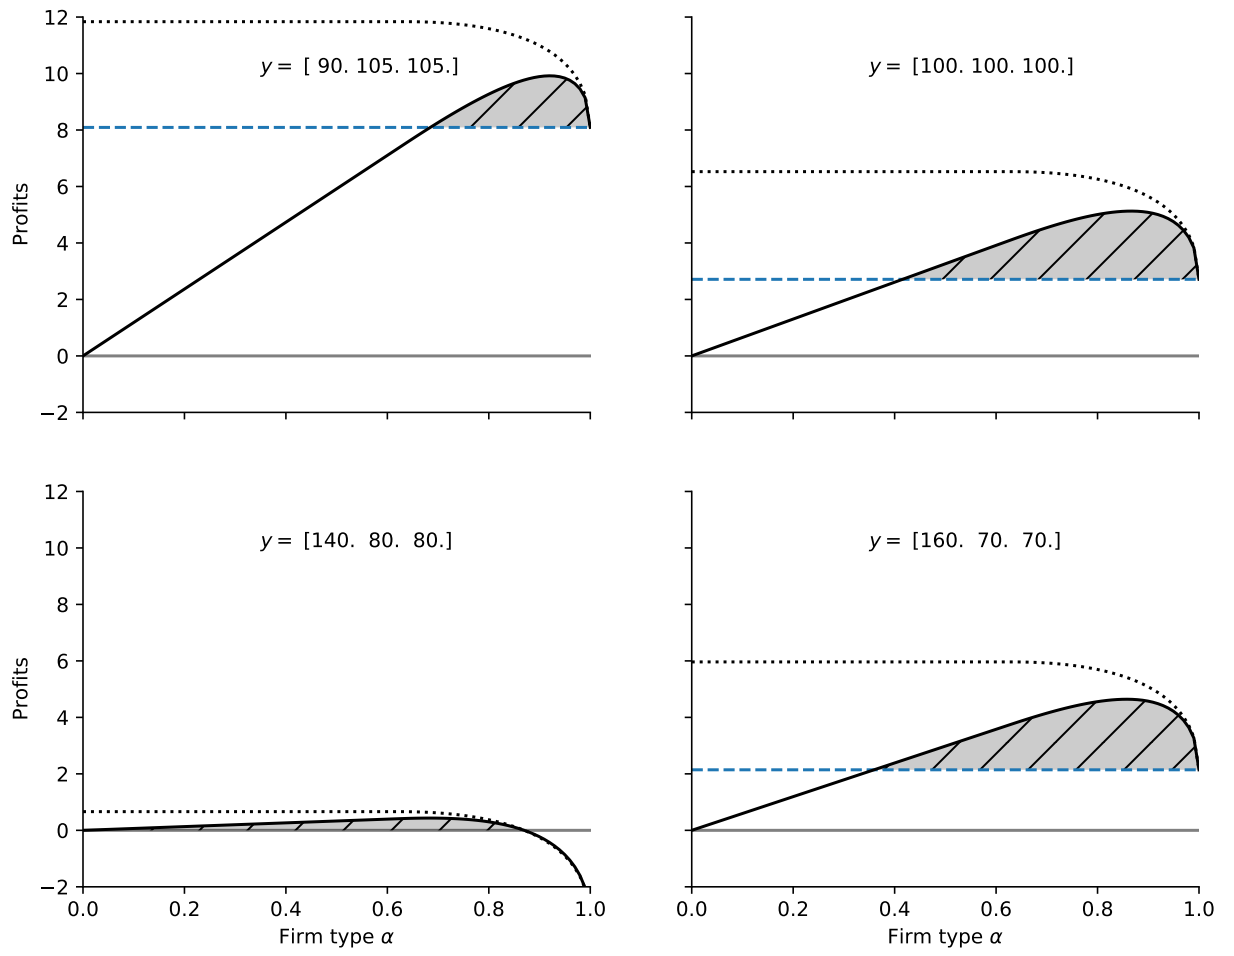 12
10
8
6
4
2
0
−2
Profits
y = [ 90. 105. 105.]
y = [100. 100. 100.]
12
10
8
6
4
2
0
−2
Profits
y = [140.  80.  80.]
0.0 0.2 0.4 0.6 0.8 1.0
Firm type α
y = [160.  70.  70.]
0.0 0.2 0.4 0.6 0.8 1.0
Firm type α